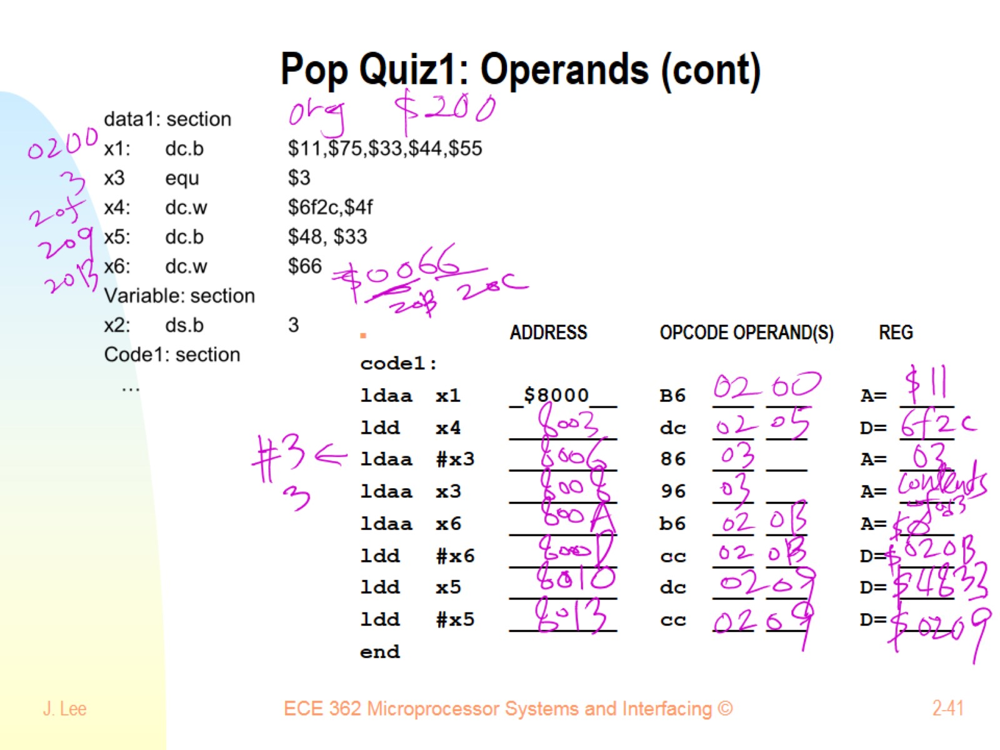 Pop Quiz1: Operands (cont)
data1: section org $200
0200 x1: dc.b $11,$75,$33,$44,$55
3 x3 equ $3
205 x4: dc.w $6f2c,$4f
209 x5: dc.b $48, $33
20B x6: dc.w $66 =$0066
20B 20C
Variable: section
x2: ds.b 3
Code1: section
...
ADDRESS OPCODE OPERAND(S) REG
code1:
ldaa x1 _$8000__ B6 02 00 A= $11
ldd x4 8003 dc 02 05 D= 6f2c
#3 ← ldaa #x3 8006 86 03 A= 03
3 ldaa x3 8008 96 03 A= contents of 03
ldaa x6 800A b6 02 0B A= $0
ldd #x6 800D cc 02 0B D= $020B
ldd x5 8010 dc 02 09 D= $4833
ldd #x5 8013 cc 02 09 D= $0209
end
J. Lee ECE 362 Microprocessor Systems and Interfacing © 2-41